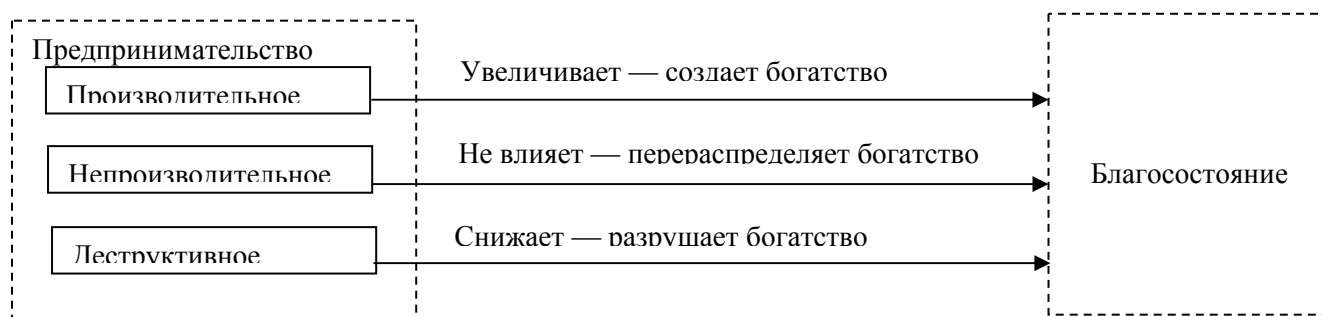 Предпринимательство
Производительное
Увеличивает — создает богатство
Непроизводительное
Не влияет — перераспределяет богатство
Благосостояние
Деструктивное
Снижает — разрушает богатство